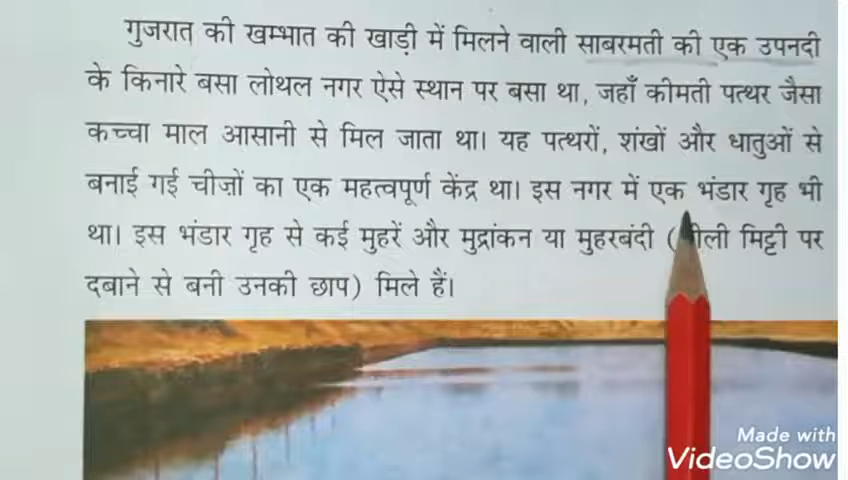 गुजरात की खम्भात की खाड़ी में मिलने वाली साबरमती की एक उपनदी
के किनारे बसा लोथल नगर ऐसे स्थान पर बसा था, जहाँ कीमती पत्थर जैसा
कच्चा माल आसानी से मिल जाता था। यह पत्थरों, शंखों और धातुओं से
बनाई गई चीज़ों का एक महत्वपूर्ण केंद्र था। इस नगर में एक भंडार गृह भी
था। इस भंडार गृह से कई मुहरें और मुद्रांकन या मुहरबंदी ( मिट्टी पर
दबाने से बनी उनकी छाप) मिले हैं।
Made with
VideoShow